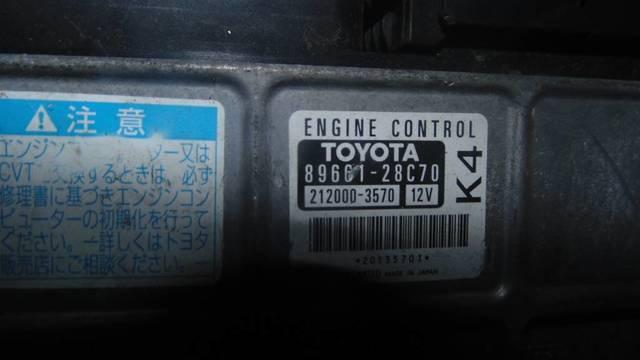 注意
エンジン ーター又は
CVT 換するときは、必ず
修理書に基づきエンジンコン
ピューターの初期化を行って
ください。一詳しくはトヨタ
販売店にご相談ください一
ENGINE CONTROL
TOYOTA
89661-28C70
212000-3570 12V
K4
*20135701*
MADE IN JAPAN